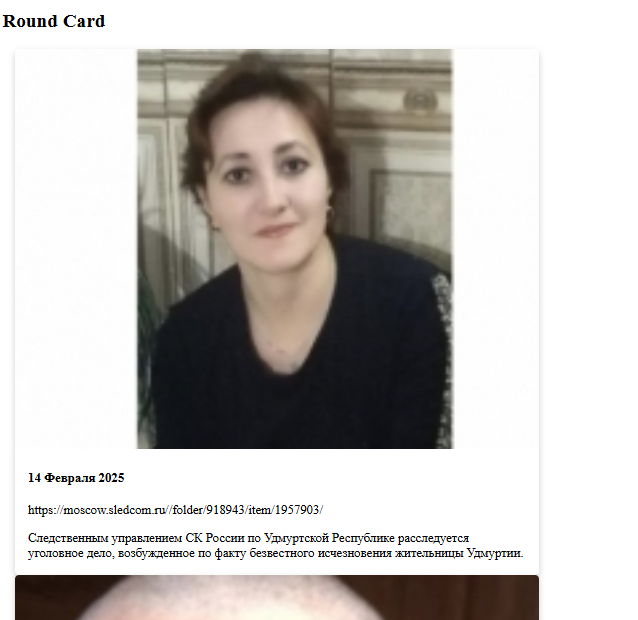 Round Card
14 Февраля 2025
https://moscow.sledcom.ru//folder/918943/item/1957903/
Следственным управлением СК России по Удмуртской Республике расследуется
уголовное дело, возбужденное по факту безвестного исчезновения жительницы Удмуртии.